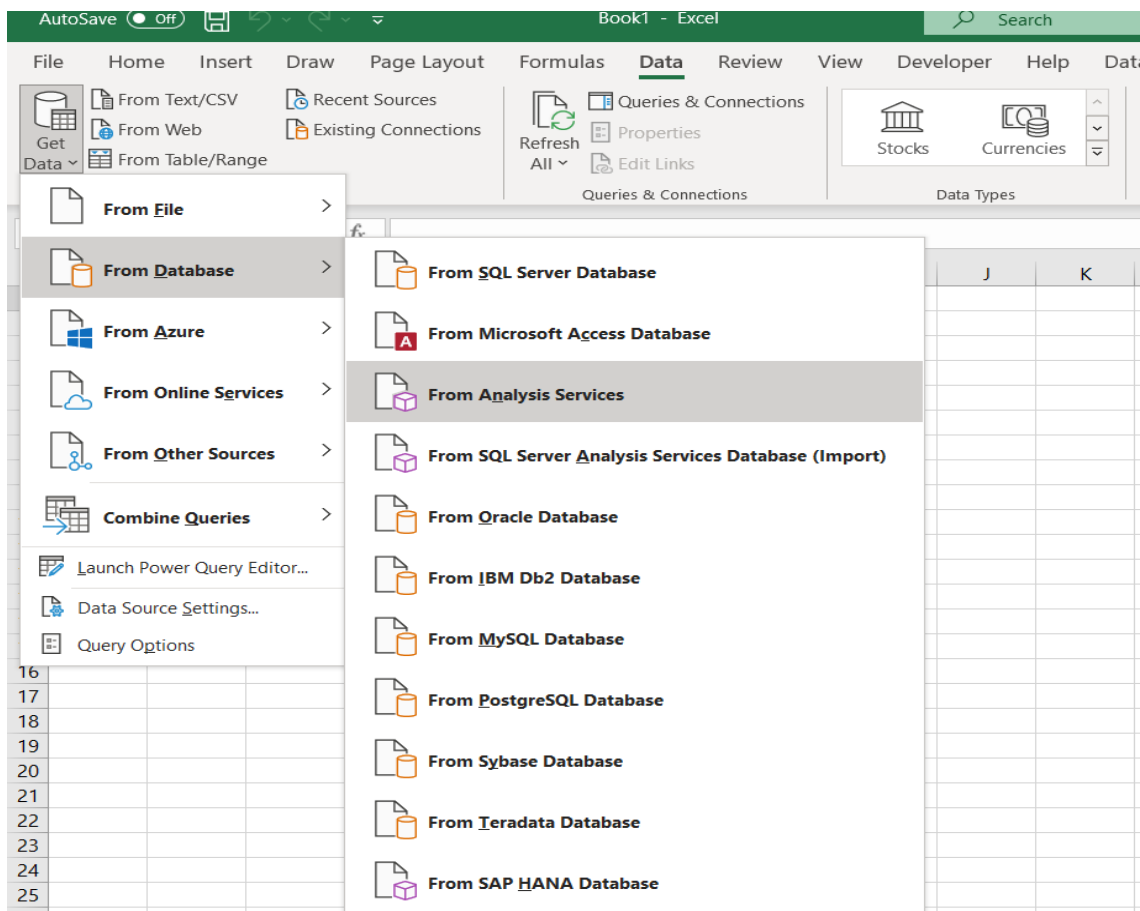 AutoSave Off Book1 - Excel Search
File Home Insert Draw Page Layout Formulas Data Review View Developer Help
Get Data
From Text/CSV
From Web
From Table/Range
Recent Sources
Existing Connections
Refresh All
Queries & Connections
Properties
Edit Links
Queries & Connections
Stocks
Currencies
Data Types
From File
From Database
From Azure
From Online Services
From Other Sources
Combine Queries
Launch Power Query Editor...
Data Source Settings...
Query Options
fx
J K
From SQL Server Database
From Microsoft Access Database
From Analysis Services
From SQL Server Analysis Services Database (Import)
From Oracle Database
From IBM Db2 Database
From MySQL Database
From PostgreSQL Database
From Sybase Database
From Teradata Database
From SAP HANA Database
16
17
18
19
20
21
22
23
24
25